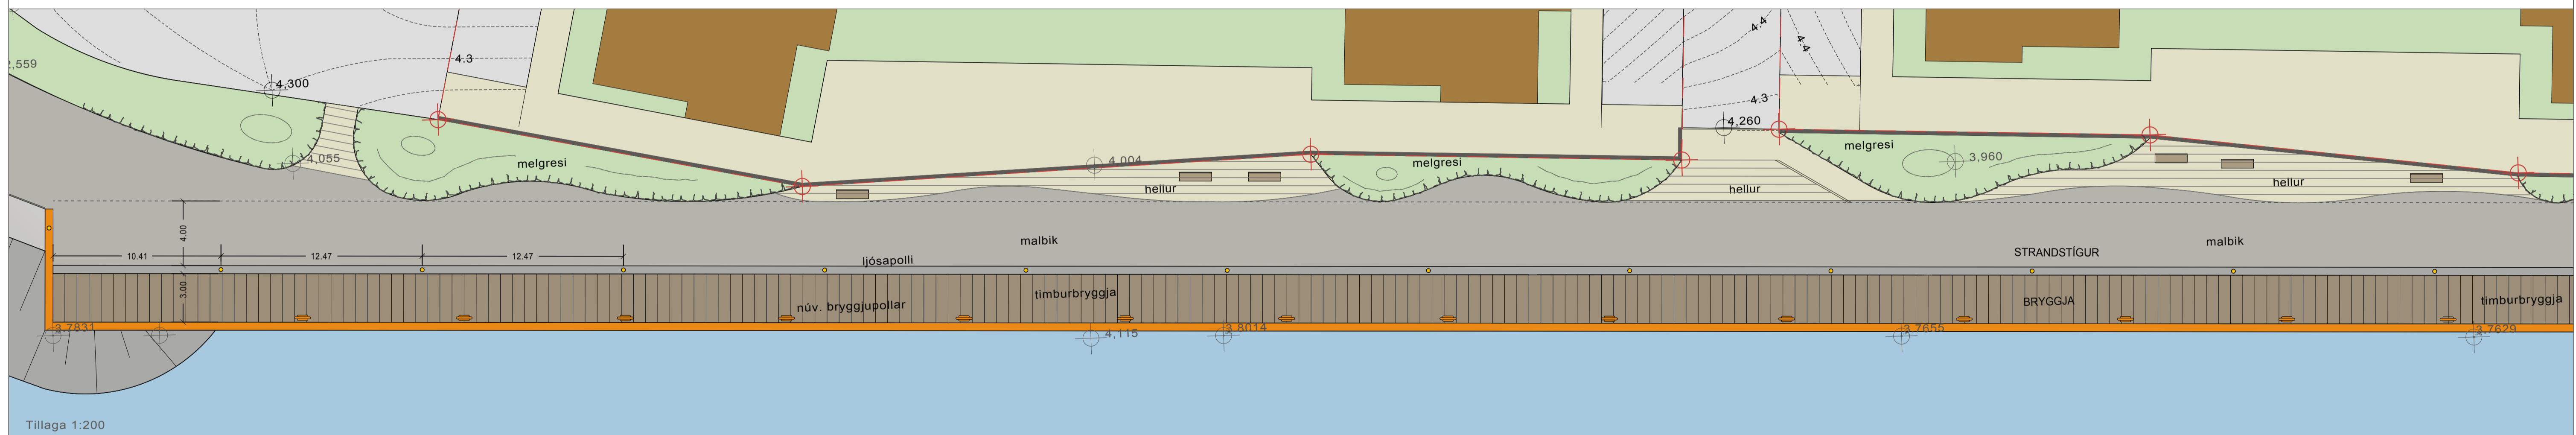 4.4
4.4
4.3
,559
4,300
4.3
4,260
4,055
melgresi
4,004
melgresi
melgresi
3,960
hellur
hellur
hellur
4.00
malbik
malbik
STRANDSTÍGUR
10.41
12.47
12.47
ljósapolli
3.00
núv. bryggjupollar
timburbryggja
BRYGGJA
timburbryggja
3,7831
4,115
3,8014
3,7655
3,7629
Tillaga 1:200